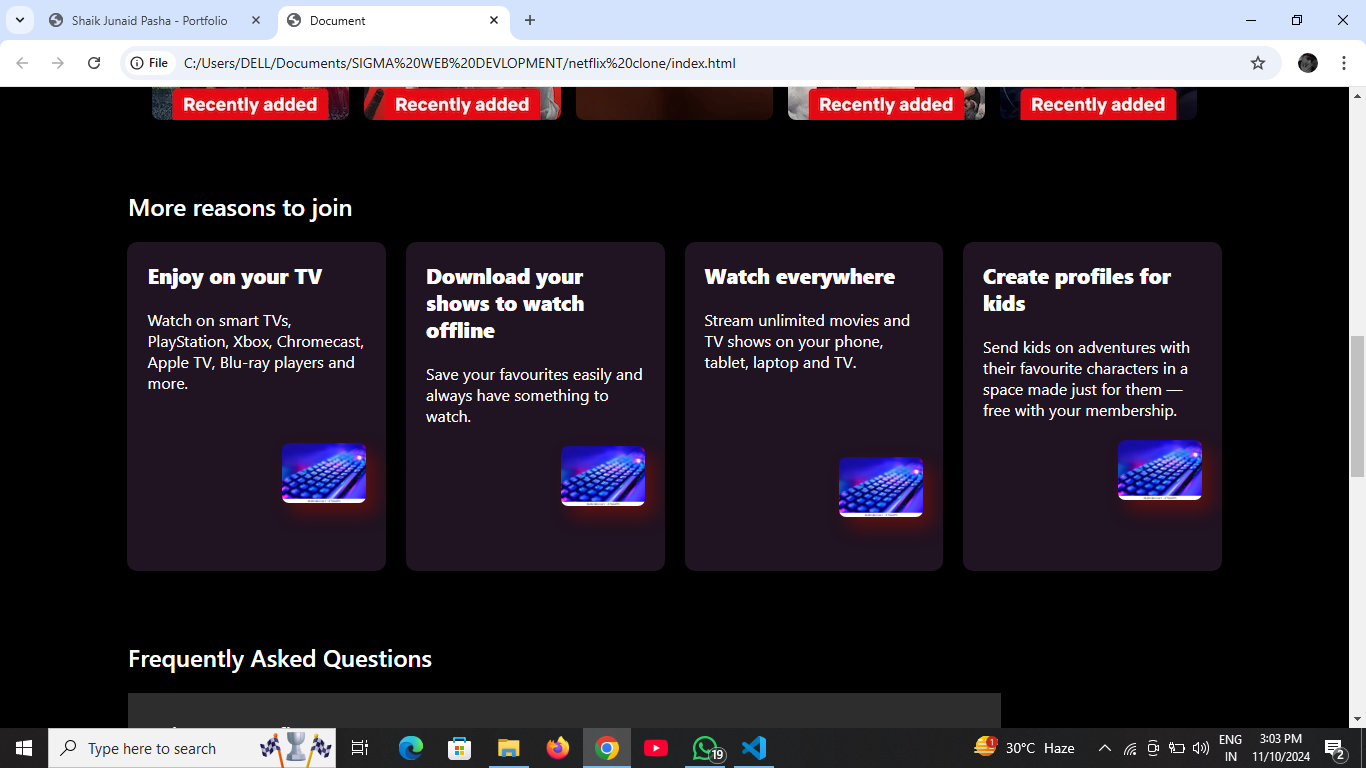 Shaik Junaid Pasha - Portfolio
Document
File
C:/Users/DELL/Documents/SIGMA%20WEB%20DEVLOPMENT/netflix%20clone/index.html
Recently added
Recently added
Recently added
Recently added
More reasons to join
Enjoy on your TV
Watch on smart TVs,
PlayStation, Xbox, Chromecast,
Apple TV, Blu-ray players and
more.
Download your
shows to watch
offline
Save your favourites easily and
always have something to
watch.
Watch everywhere
Stream unlimited movies and
TV shows on your phone,
tablet, laptop and TV.
Create profiles for
kids
Send kids on adventures with
their favourite characters in a
space made just for them —
free with your membership.
Frequently Asked Questions
Type here to search
19
1
30°C Haze
ENG
IN
3:03 PM
11/10/2024
2